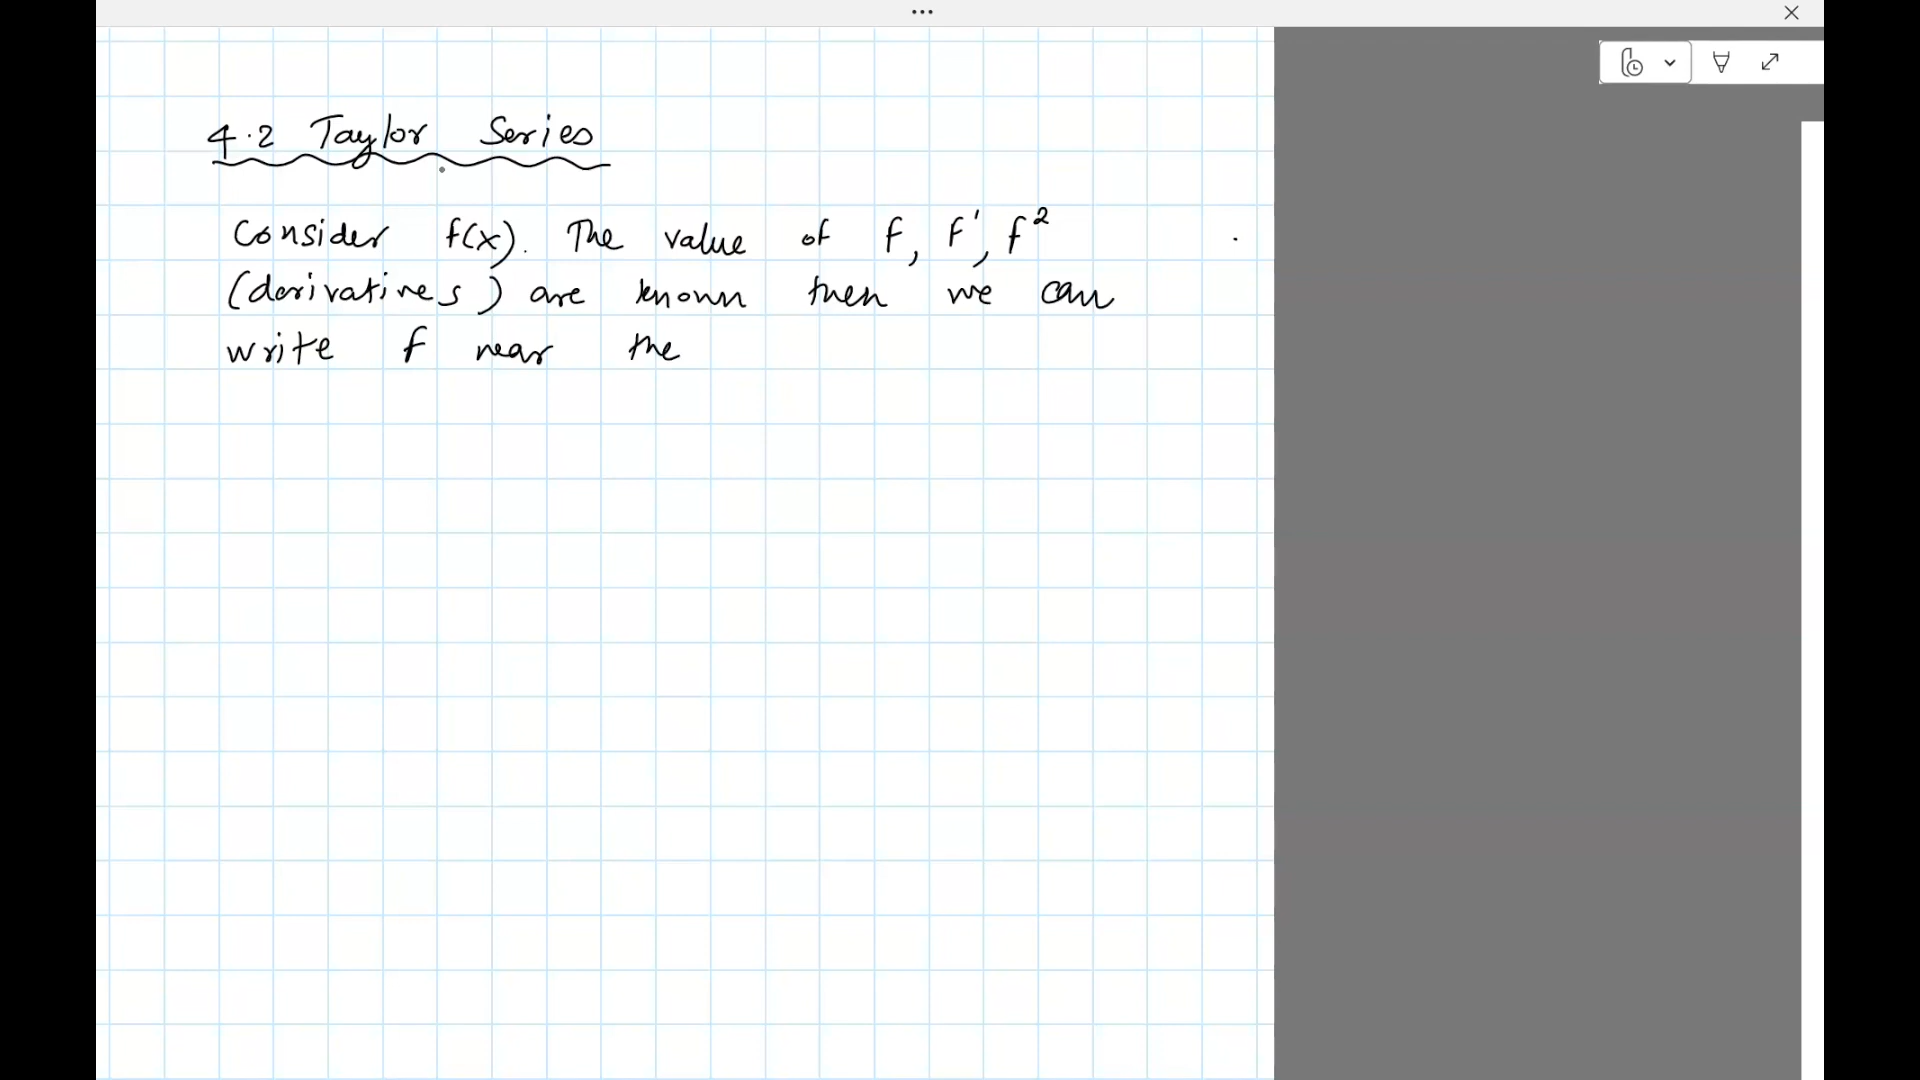 4.2 Taylor Series
Consider f(x). The value of f, f', f²
(derivatives) are known then we can
write f near the